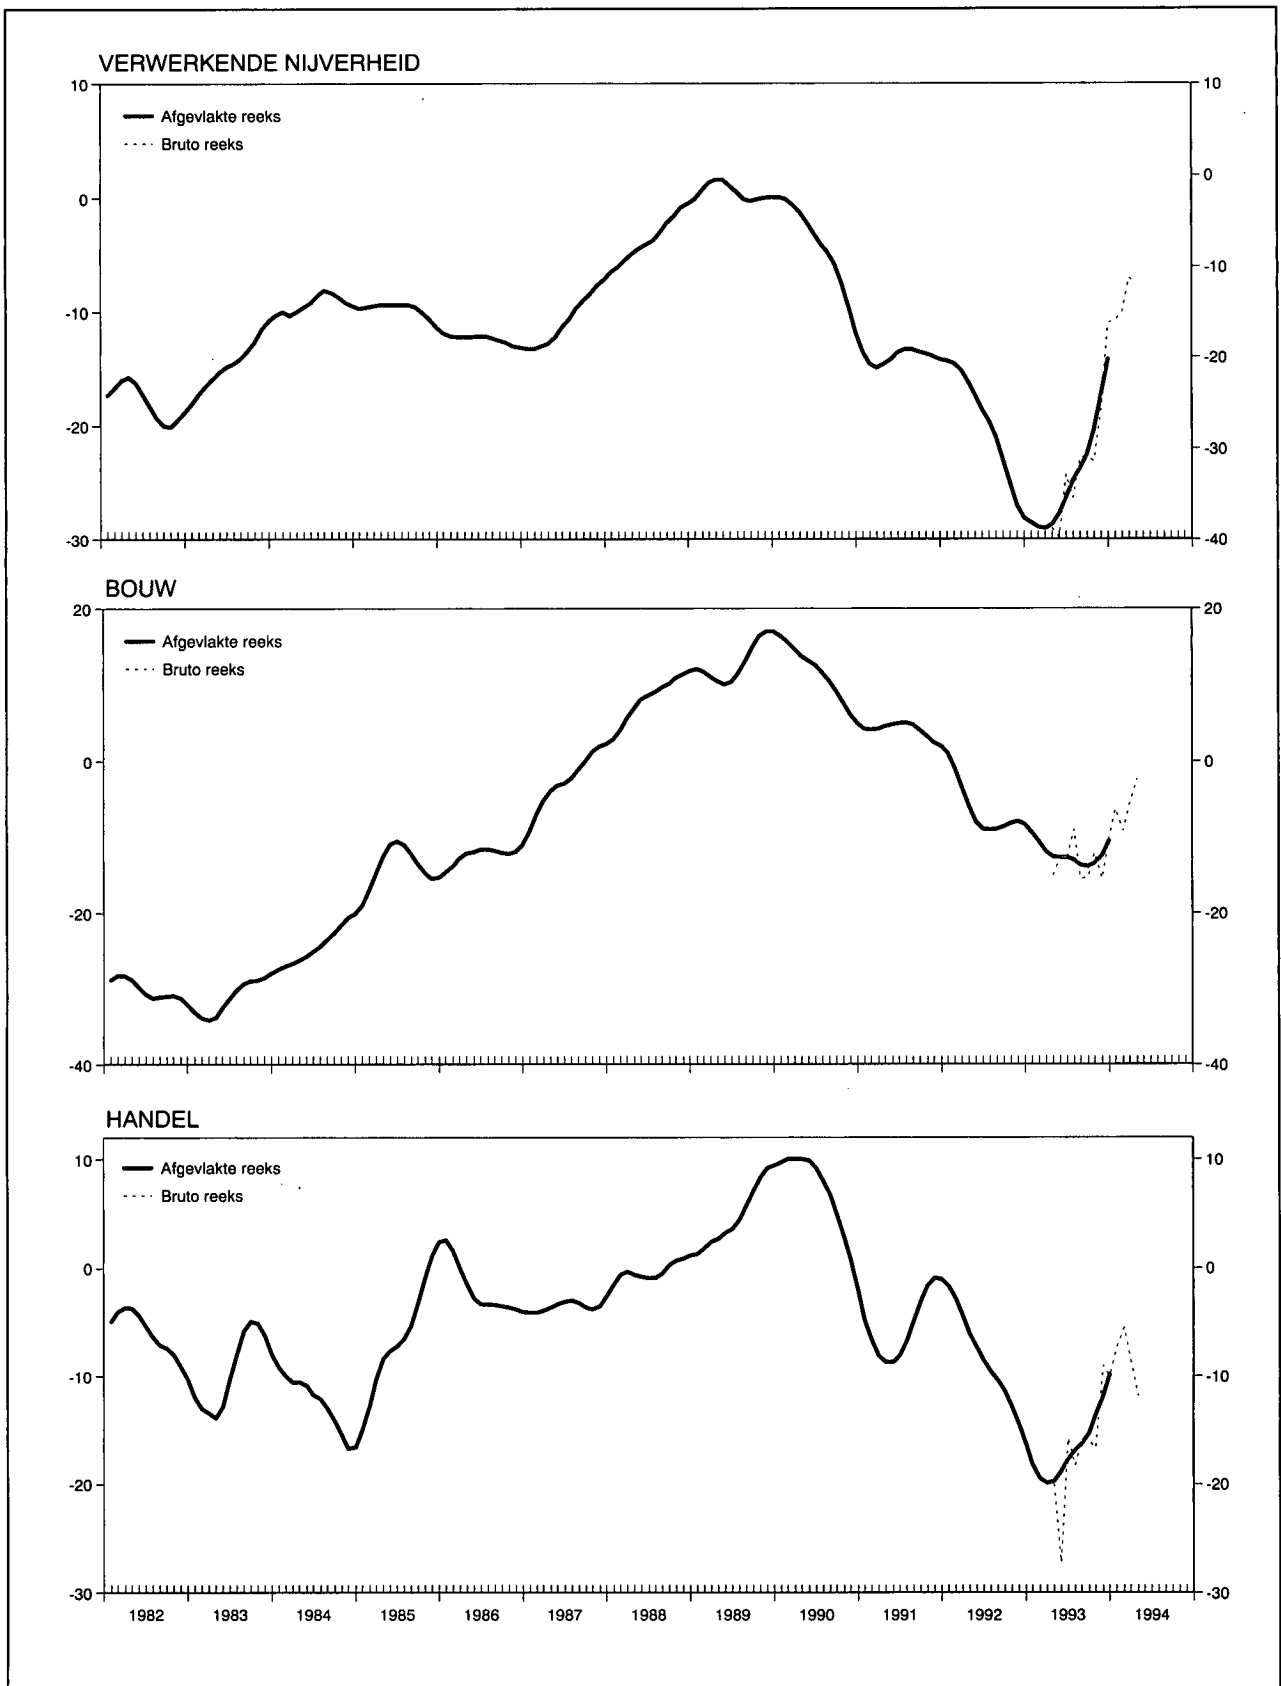 VERWERKENDE NIJVERHEID
10 10
Afgevlakte reeks
Bruto reeks
0 0
-10 -10
-20 -20
-30
-30 -40
BOUW
20 20
Afgevlakte reeks
Bruto reeks
0 0
-20 -20
-40 -40
HANDEL
10 10
Afgevlakte reeks
Bruto reeks
0 0
-10 -10
-20 -20
-30 -30
1982 1983 1984 1985 1986 1987 1988 1989 1990 1991 1992 1993 1994